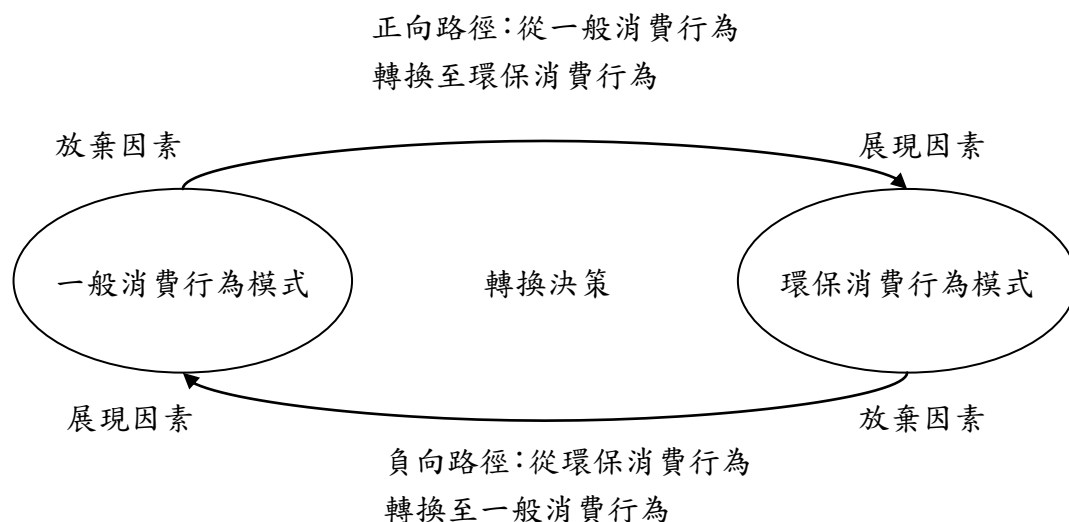 正向路徑:從一般消費行為
轉換至環保消費行為
放棄因素
展現因素
一般消費行為模式
轉換決策
環保消費行為模式
展現因素
放棄因素
負向路徑:從環保消費行為
轉換至一般消費行為